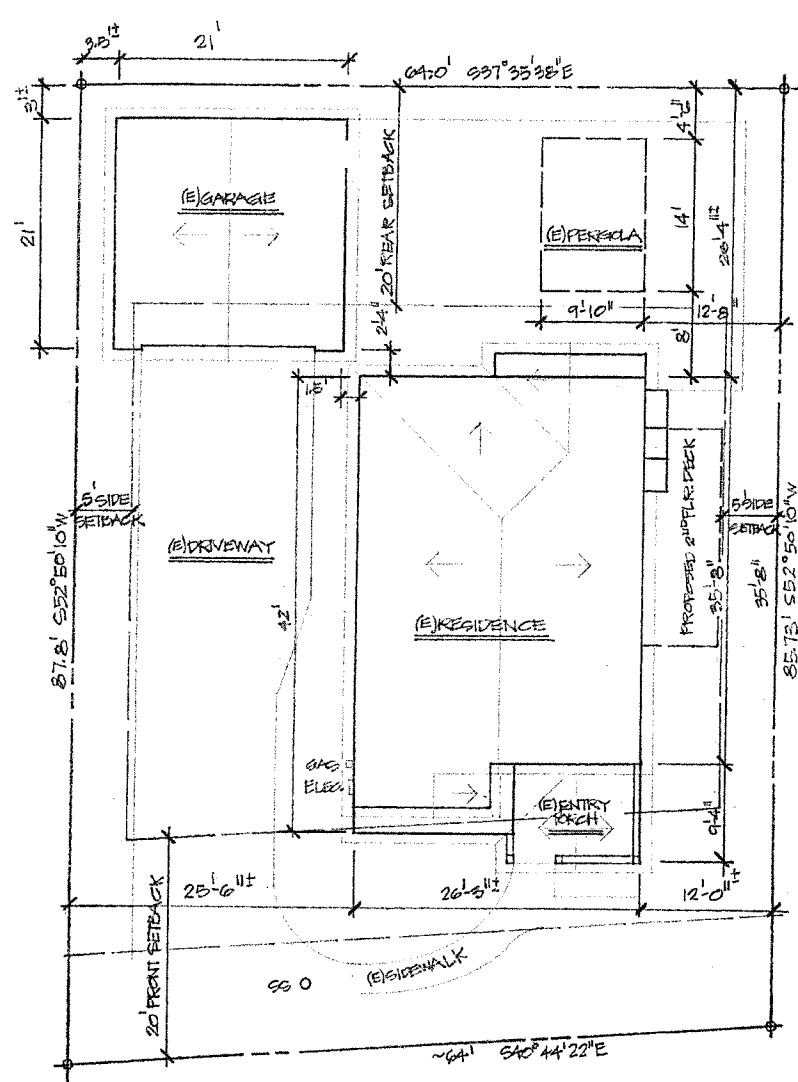 3.5'±
21'
64.0' S37°35'38"E
3'±
4'-2"
(E)GARAGE
20' REAR SETBACK
21'
14'
26'-4"±
(E)PERGOLA
2'-4"
9'-10"
12'-8"
8'
1.5'
5' SIDE
SETBACK
5' SIDE
SETBACK
PROPOSED 2ND FLR. DECK
(E)DRIVEWAY
35'-8"
35'-8"
87.8' S52°50'10"W
85.73' S52°50'10"W
42'
(E)RESIDENCE
GAS
ELEC.
(E)ENTRY
PORCH
9'-4"
25'-6"±
26'-3"±
12'-0"±
20' FRONT SETBACK
(E)SIDEWALK
SS
~64' S40°44'22"E